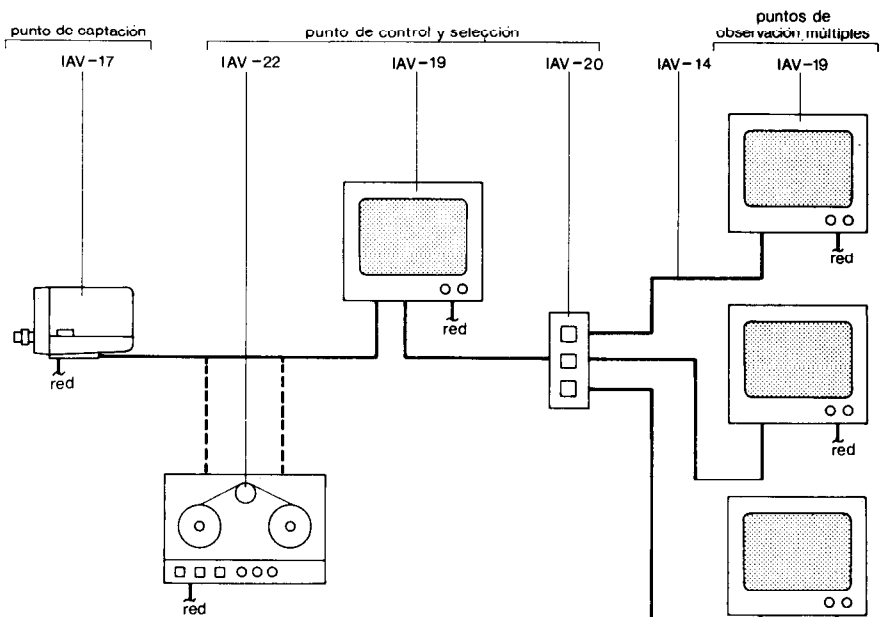 punto de captación
punto de control y selección
puntos de
observación múltiples
IAV-17
IAV-22
IAV-19
IAV-20
IAV-14
IAV-19
red
red
red
red
red